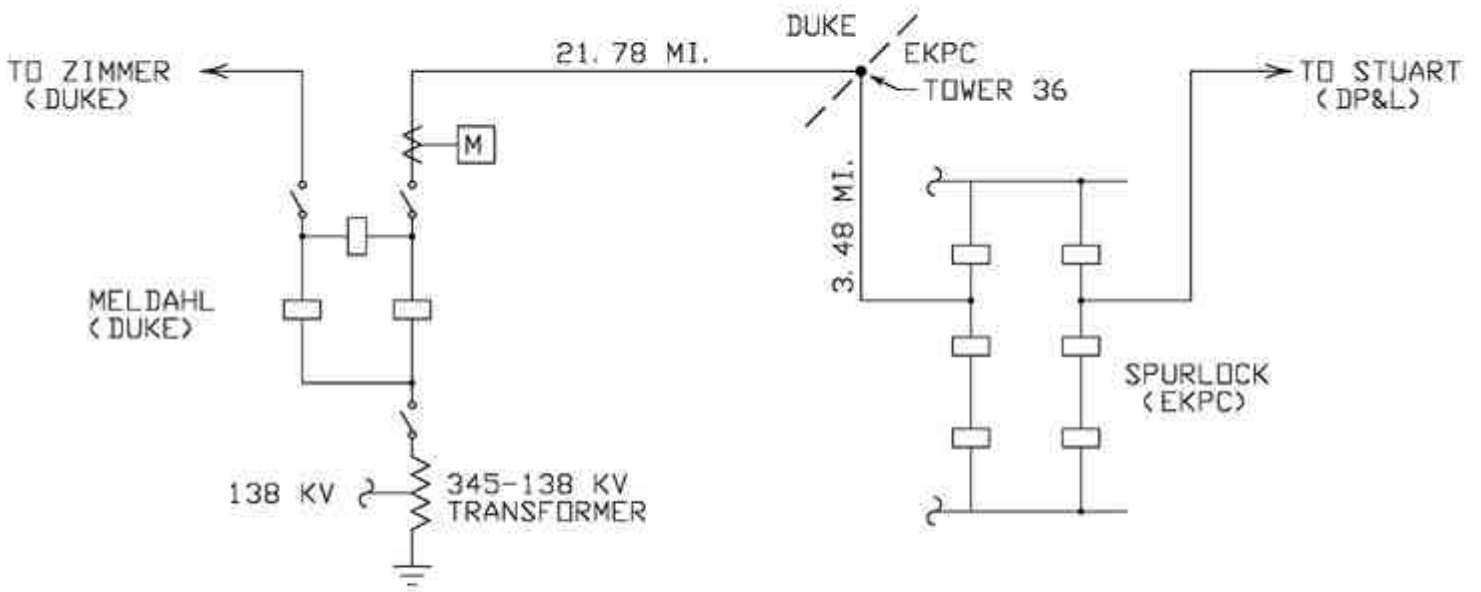 DUKE
21.78 MI.
EKPC
TO ZIMMER
(DUKE)
TOWER 36
TO STUART
(DP&L)
M
3.48 MI.
MELDAHL
(DUKE)
SPURLOCK
(EKPC)
138 KV
345-138 KV
TRANSFORMER